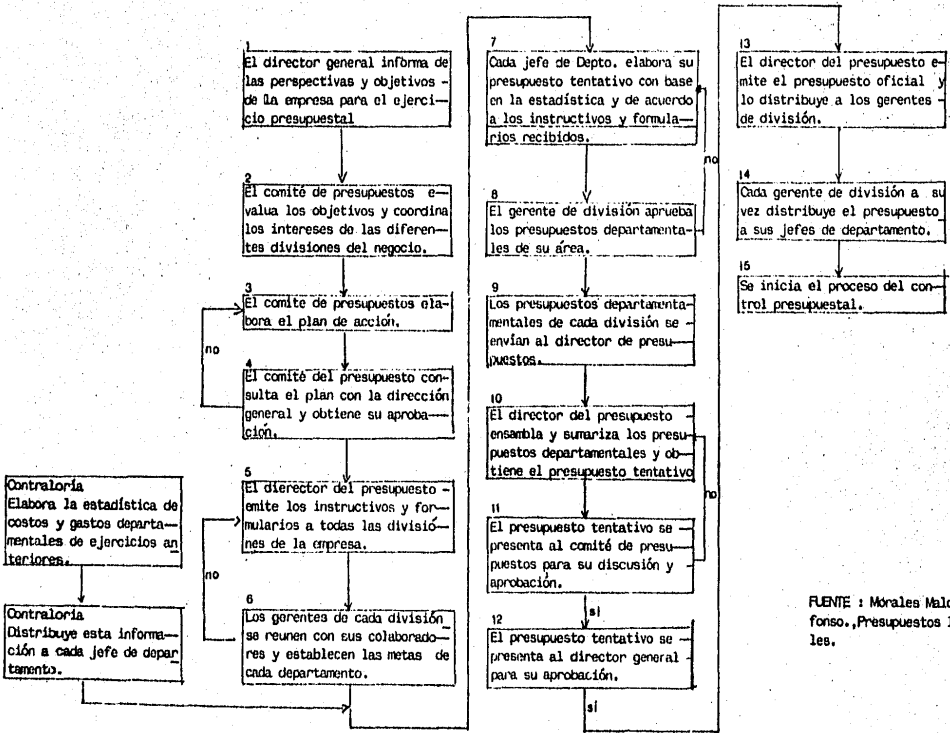 1
El director general informa de
las perspectivas y objetivos -
de la empresa para el ejerci—
cio presupuestal
2
El comité de presupuestos e—
valua los objetivos y coordina
los intereses de las diferen—
tes divisiones del negocio.
3
El comite de presupuestos ela—
bora el plan de acción.
no
4
El comité del presupuesto con—
sulta el plan con la dirección
general y obtiene su aproba——
ción.
5
El dierector del presupuesto -
emite los instructivos y for—
mularios a todas las divisio—
nes de la empresa.
no
6
Los gerentes de cada división
se reunen con sus colaborado—
res y establecen las metas de
cada departamento.
Contraloría
Elabora la estadística de
costos y gastos departa—
mentales de ejercicios an
teriores.
Contraloría
Distribuye esta informa—
ción a cada jefe de depar
tamento.
7
Cada jefe de Depto. elabora su
presupuesto tentativo con base
en la estadística y de acuerdo
a los instructivos y formula—
rios recibidos.
no
8
El gerente de división aprueba
los presupuestos departamenta—
les de su área.
9
Los presupuestos departamenta—
mentales de cada división se
envían al director de presu——
puestos.
10
El director del presupuesto -
ensambla y sumariza los presu—
puestos departamentales y ob—
tiene el presupuesto tentativo
no
11
El presupuesto tentativo se
presenta al comité de presu—
puestos para su discusión y
aprobación.
sí
12
El presupuesto tentativo se -
presenta al director general -
para su aprobación.
sí
13
El director del presupuesto e—
mite el presupuesto oficial y
lo distribuye a los gerentes -
de división.
14
Cada gerente de división a su
vez distribuye el presupuesto
a sus jefes de departamento.
15
Se inicia el proceso del con—
trol presupuestal.
FUENTE : Mórales Malc
fonso.,Presupuestos
les.